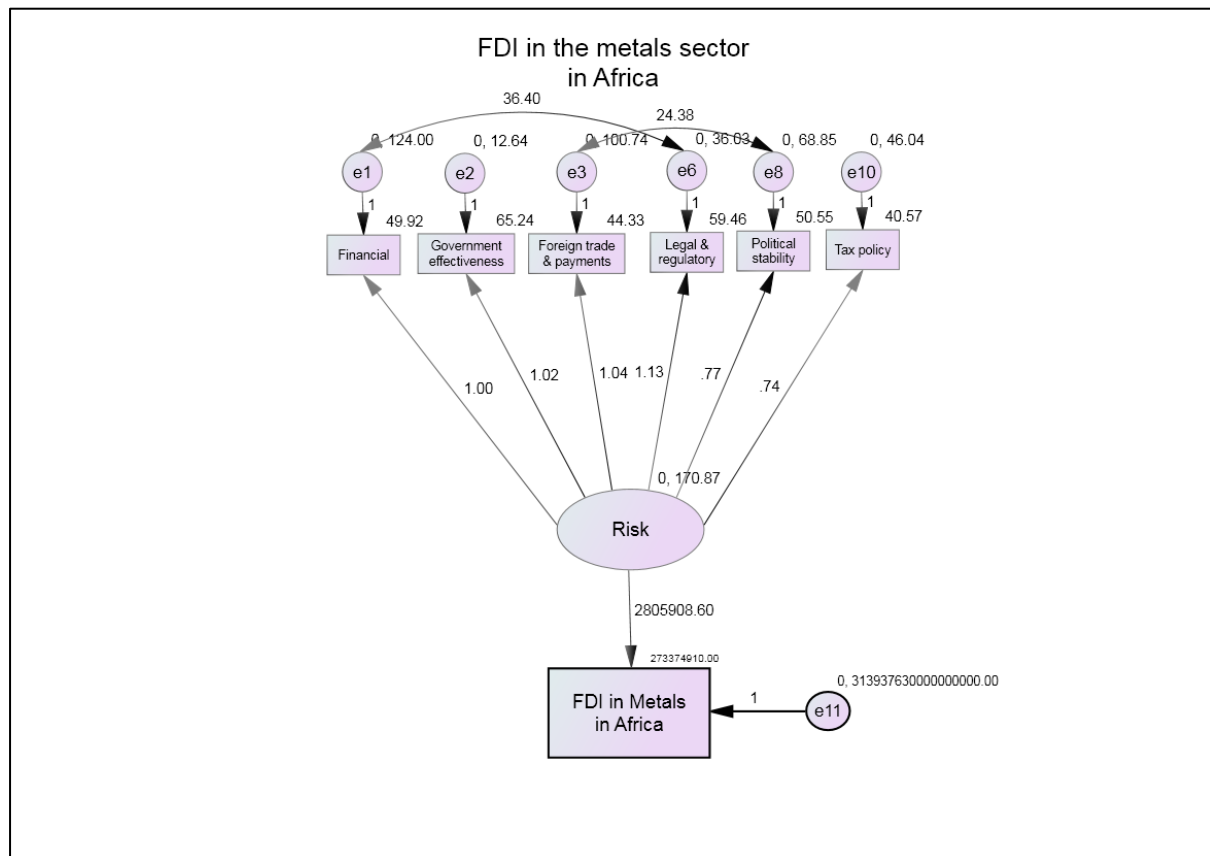 FDI in the metals sector
in Africa
36.40
24.38
0, 124.00
0, 12.64
0, 100.74
0, 36.03
0, 68.85
0, 46.04
e1
e2
e3
e6
e8
e10
1
1
1
1
1
1
49.92
65.24
44.33
59.46
50.55
40.57
Financial
Government
effectiveness
Foreign trade
& payments
Legal &
regulatory
Political
stability
Tax policy
1.00
1.02
1.04
1.13
.77
.74
0, 170.87
Risk
2805908.60
273374910.00
FDI in Metals
in Africa
1
0, 313937630000000000.00
e11